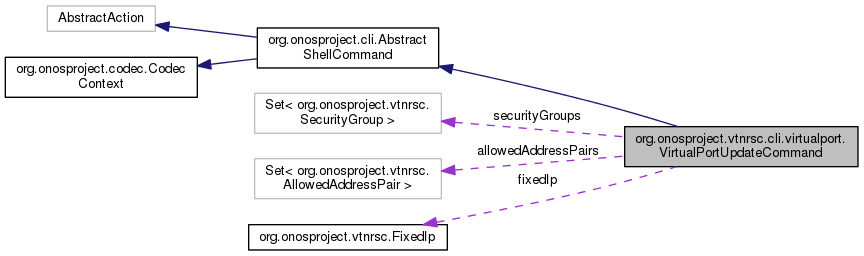 AbstractAction
org.onosproject.cli.Abstract
ShellCommand
org.onosproject.codec.Codec
Context
Set< org.onosproject.vtnrsc.
SecurityGroup >
securityGroups
org.onosproject.vtnrsc.cli.virtualport.
VirtualPortUpdateCommand
allowedAddressPairs
Set< org.onosproject.vtnrsc.
AllowedAddressPair >
fixedIp
org.onosproject.vtnrsc.FixedIp